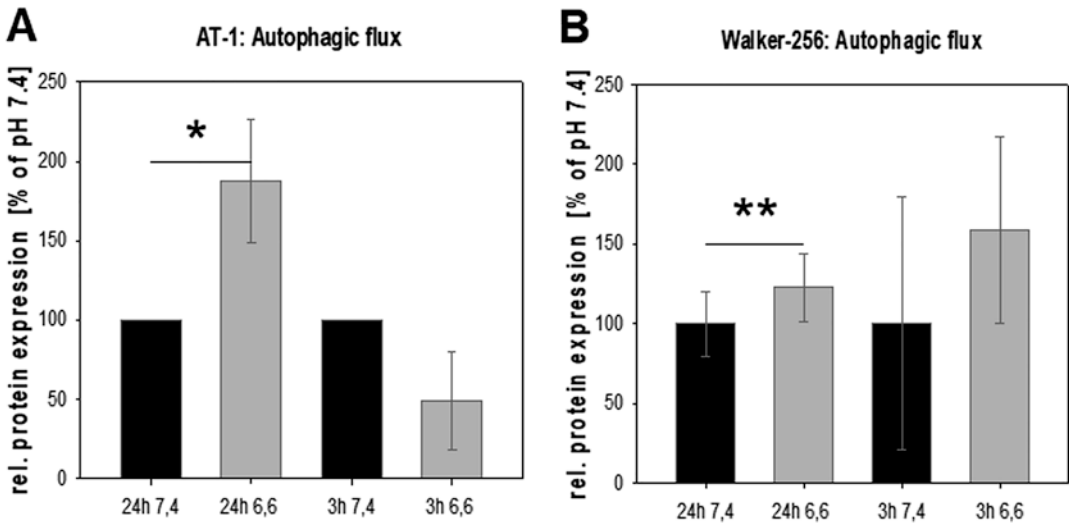 A
AT-1: Autophagic flux
rel. protein expression [% of pH 7.4]
250
200
150
100
50
0
*
24h 7,4
24h 6,6
3h 7,4
3h 6,6
B
Walker-256: Autophagic flux
rel. protein expression [% of pH 7.4]
250
200
150
100
50
0
**
24h 7,4
24h 6,6
3h 7,4
3h 6,6